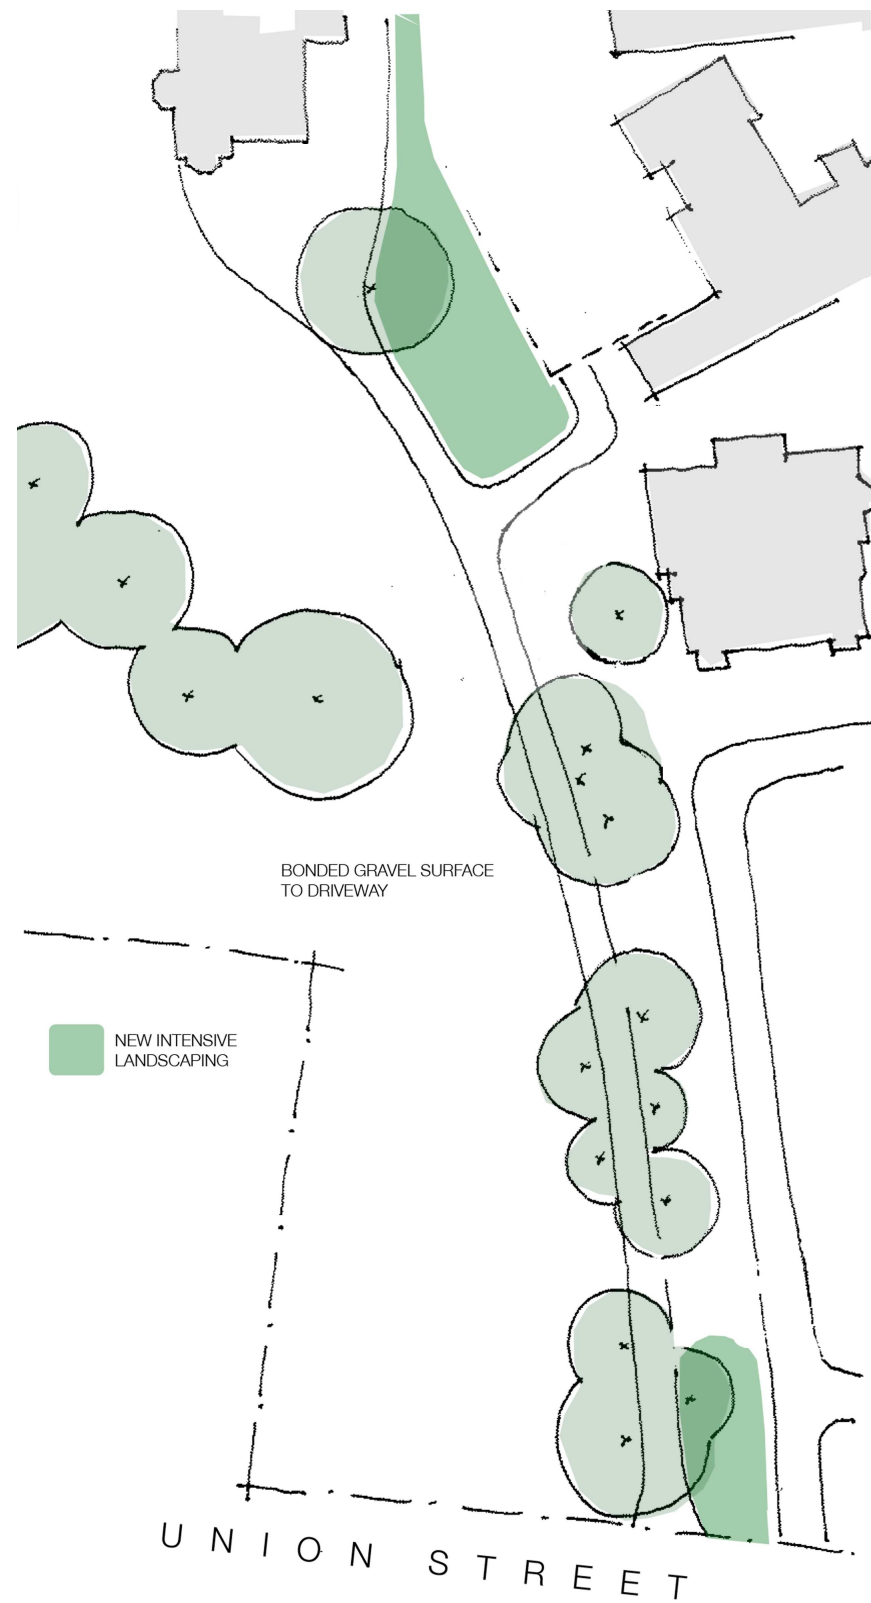 BONDED GRAVEL SURFACE
TO DRIVEWAY
NEW INTENSIVE
LANDSCAPING
UNION STREET